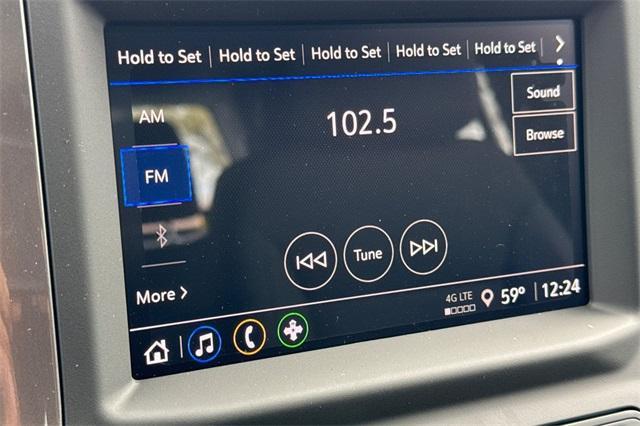 Hold to Set Hold to Set Hold to Set Hold to Set Hold to Set
AM
102.5
Sound
FM
Browse
Tune
More
4G LTE 59° 12:24